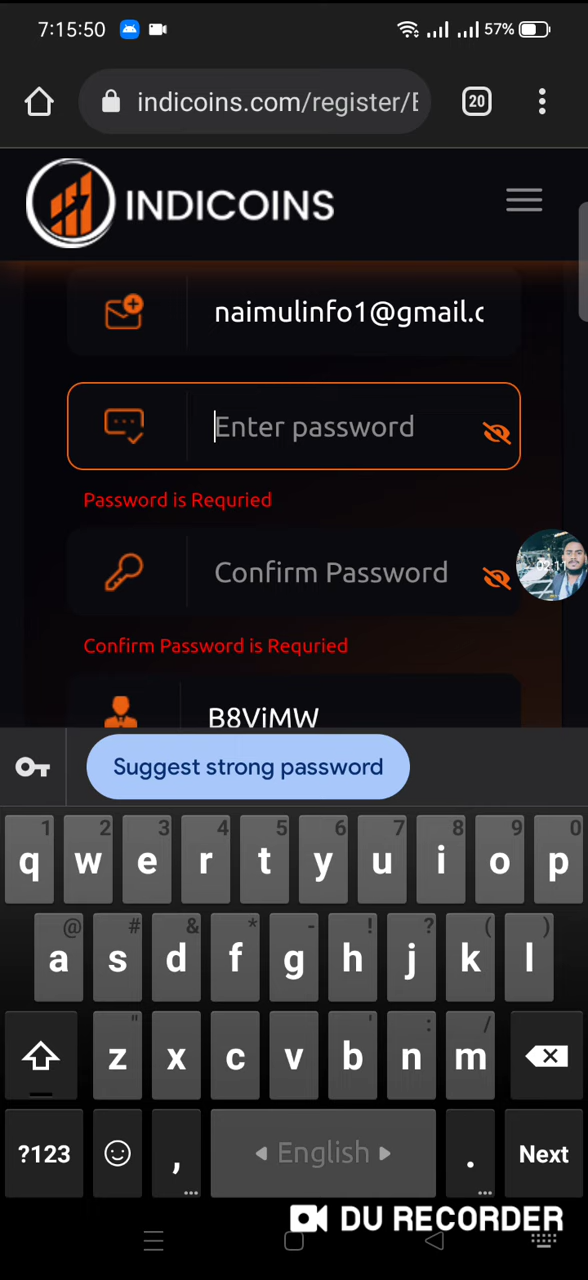 7:15:50 57%
indicoins.com/register/
20
INDICOINS
naimulinfo1@gmail.c
Enter password
Password is Requried
Confirm Password
02:11
Confirm Password is Requried
B8ViMW
Suggest strong password
1 2 3 4 5 6 7 8 9 0
q w e r t y u i o p
@ # & * - ! ? ( )
a s d f g h j k l
" ' : /
z x c v b n m
?123 , ◀ English ▶ . Next
DU RECORDER